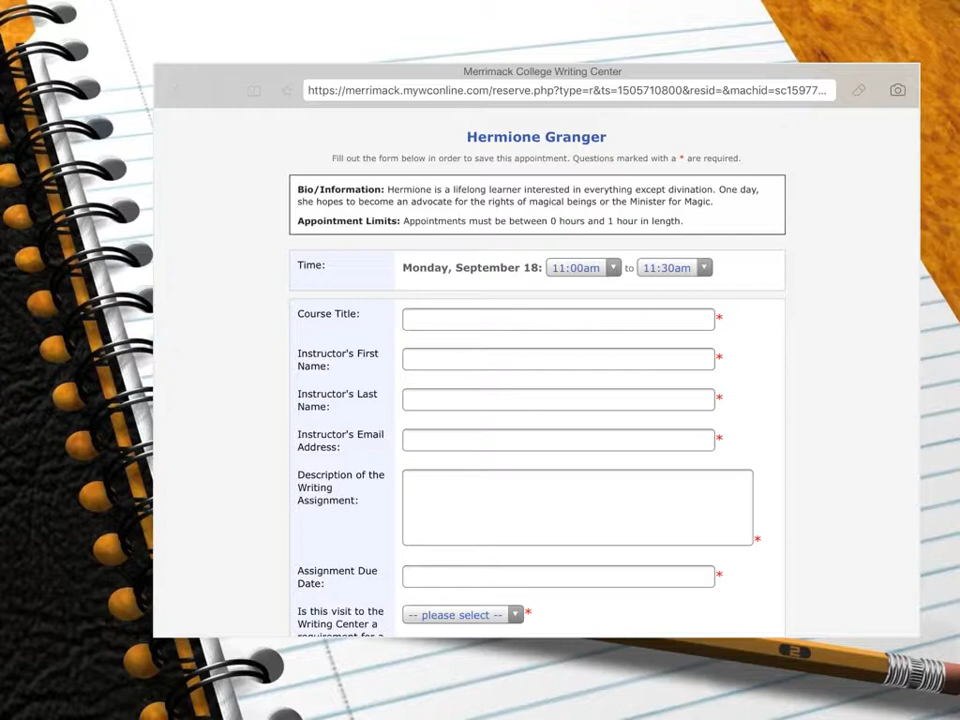 Merrimack College Writing Center
https://merrimack.mywconline.com/reserve.php?type=r&ts=1505710800&resid=&machid=sc15977...
Hermione Granger
Fill out the form below in order to save this appointment. Questions marked with a * are required.
Bio/Information: Hermione is a lifelong learner interested in everything except divination. One day,
she hopes to become an advocate for the rights of magical beings or the Minister for Magic.
Appointment Limits: Appointments must be between 0 hours and 1 hour in length.
Time: Monday, September 18: 11:00am to 11:30am
Course Title: *
Instructor's First
Name: *
Instructor's Last
Name: *
Instructor's Email
Address: *
Description of the
Writing
Assignment: *
Assignment Due
Date: *
Is this visit to the
Writing Center a
requirement for a
-- please select -- *
2